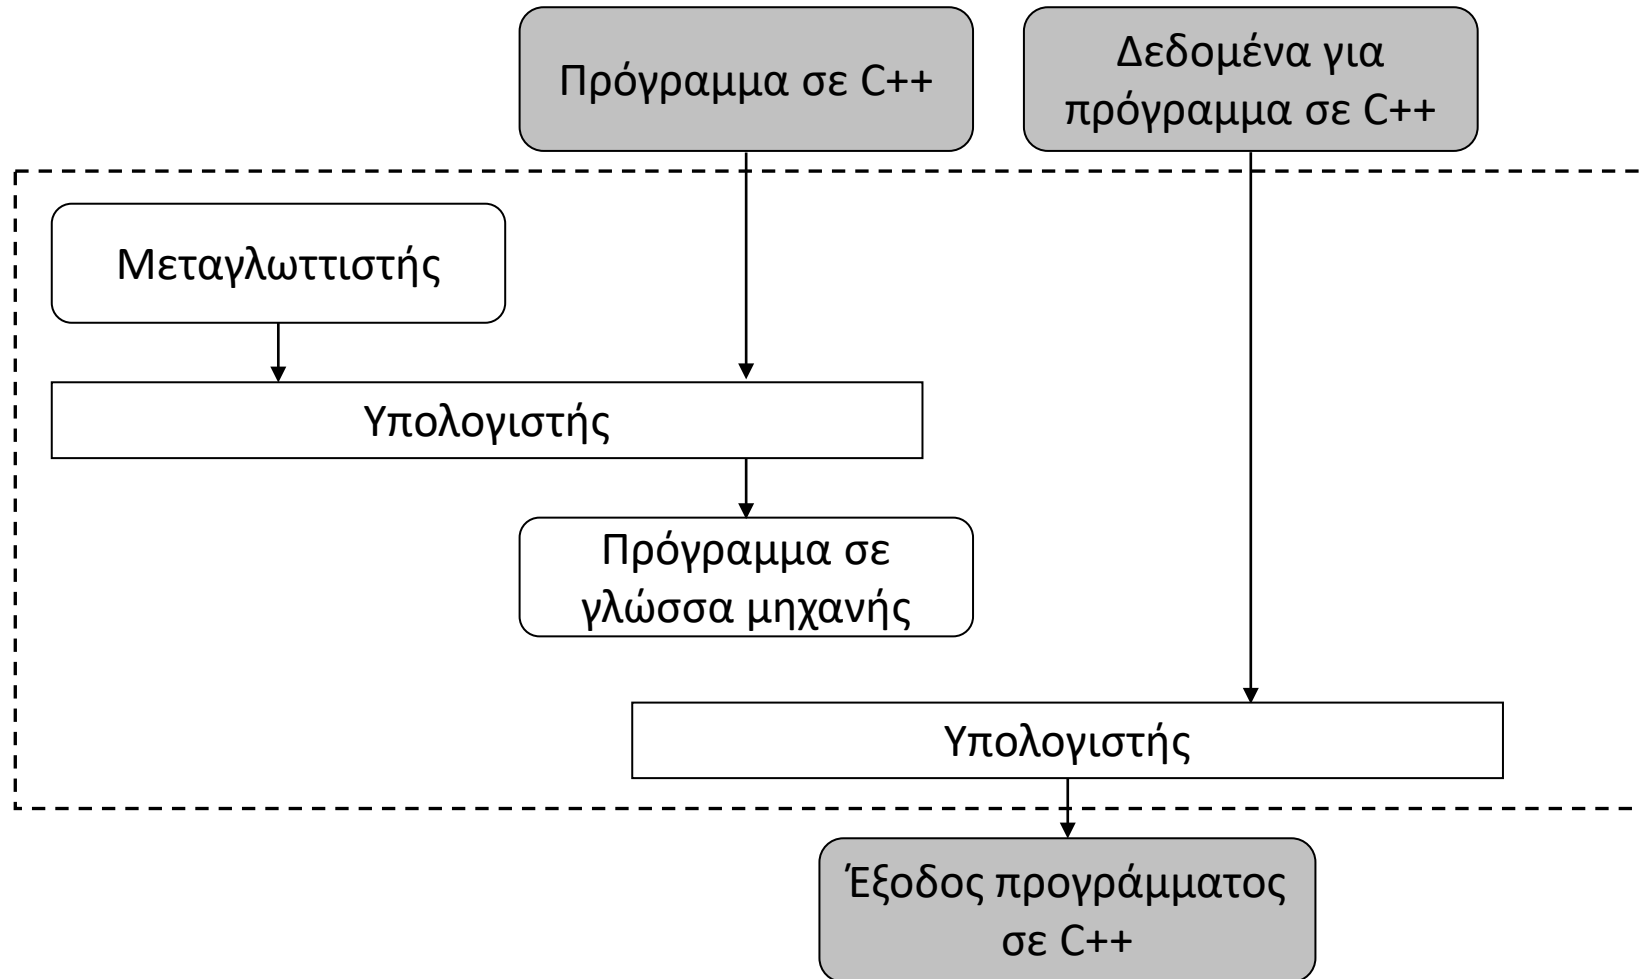 Πρόγραμμα σε C++
Δεδομένα για
πρόγραμμα σε C++
Μεταγλωττιστής
Υπολογιστής
Πρόγραμμα σε
γλώσσα μηχανής
Υπολογιστής
Έξοδος προγράμματος
σε C++